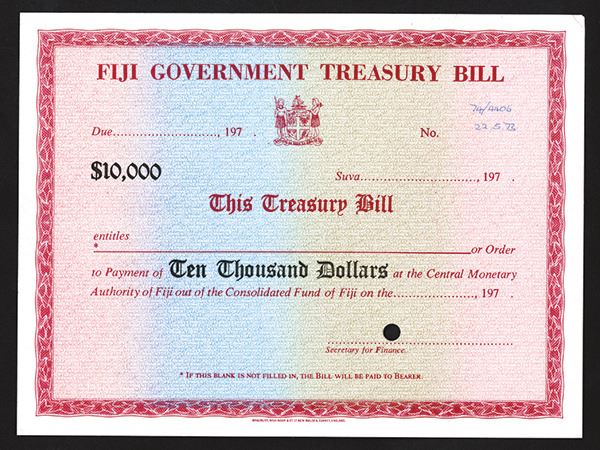 FIJI GOVERNMENT TREASURY BILL
74/4406
22.5.73
Due...................., 197 .
No.
$10,000
Suva......................, 197 .
This Treasury Bill
entitles
* or Order
to Payment of Ten Thousand Dollars at the Central Monetary
Authority of Fiji out of the Consolidated Fund of Fiji on the..................., 197 .
Secretary for Finance.
* IF THIS BLANK IS NOT FILLED IN, THE BILL WILL BE PAID TO BEARER.